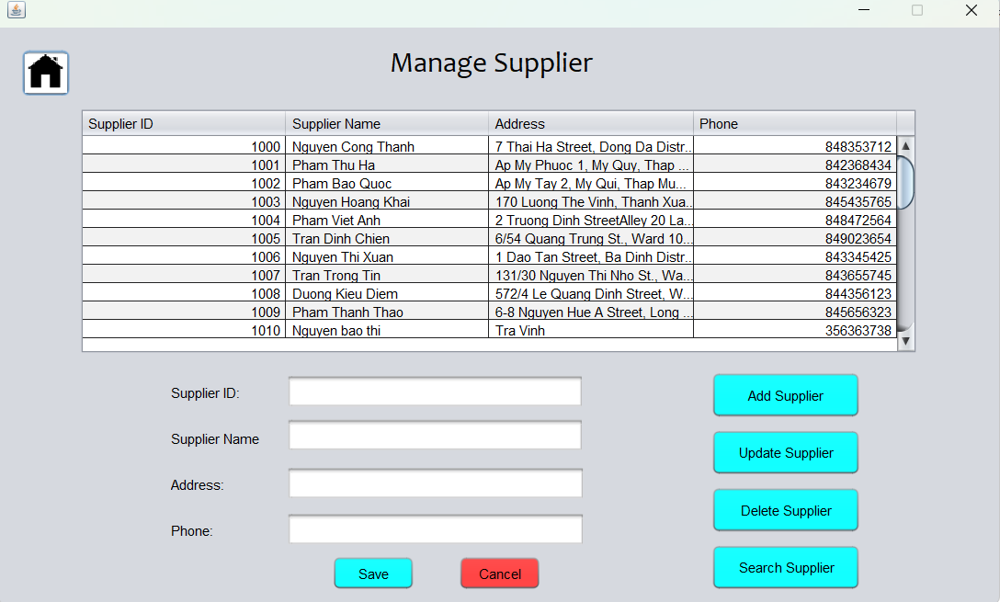 Manage Supplier
Supplier ID Supplier Name Address Phone
1000 Nguyen Cong Thanh 7 Thai Ha Street, Dong Da Distr... 848353712
1001 Pham Thu Ha Ap My Phuoc 1, My Quy, Thap ... 842368434
1002 Pham Bao Quoc Ap My Tay 2, My Qui, Thap Mu... 843234679
1003 Nguyen Hoang Khai 170 Luong The Vinh, Thanh Xua... 845435765
1004 Pham Viet Anh 2 Truong Dinh StreetAlley 20 La... 848472564
1005 Tran Dinh Chien 6/54 Quang Trung St., Ward 10... 849023654
1006 Nguyen Thi Xuan 1 Dao Tan Street, Ba Dinh Distr... 843345425
1007 Tran Trong Tin 131/30 Nguyen Thi Nho St., Wa... 843655745
1008 Duong Kieu Diem 572/4 Le Quang Dinh Street, W... 844356123
1009 Pham Thanh Thao 6-8 Nguyen Hue A Street, Long ... 845656323
1010 Nguyen bao thi Tra Vinh 356363738
Supplier ID:
Supplier Name
Address:
Phone:
Save Cancel
Add Supplier
Update Supplier
Delete Supplier
Search Supplier